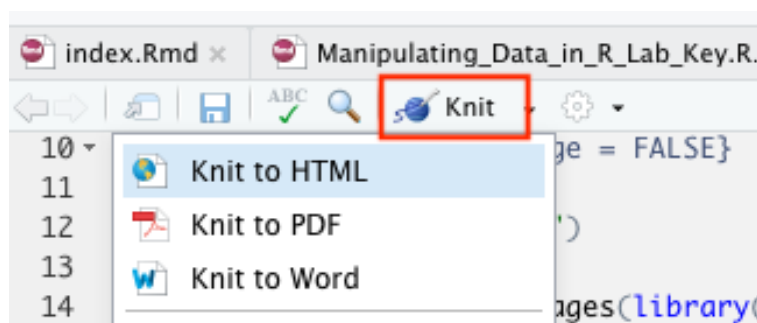 index.Rmd × Manipulating_Data_in_R_Lab_Key.R
ABC Knit
10 ge = FALSE}
Knit to HTML
11
12 Knit to PDF ')
13
Knit to Word
14 ages(library(